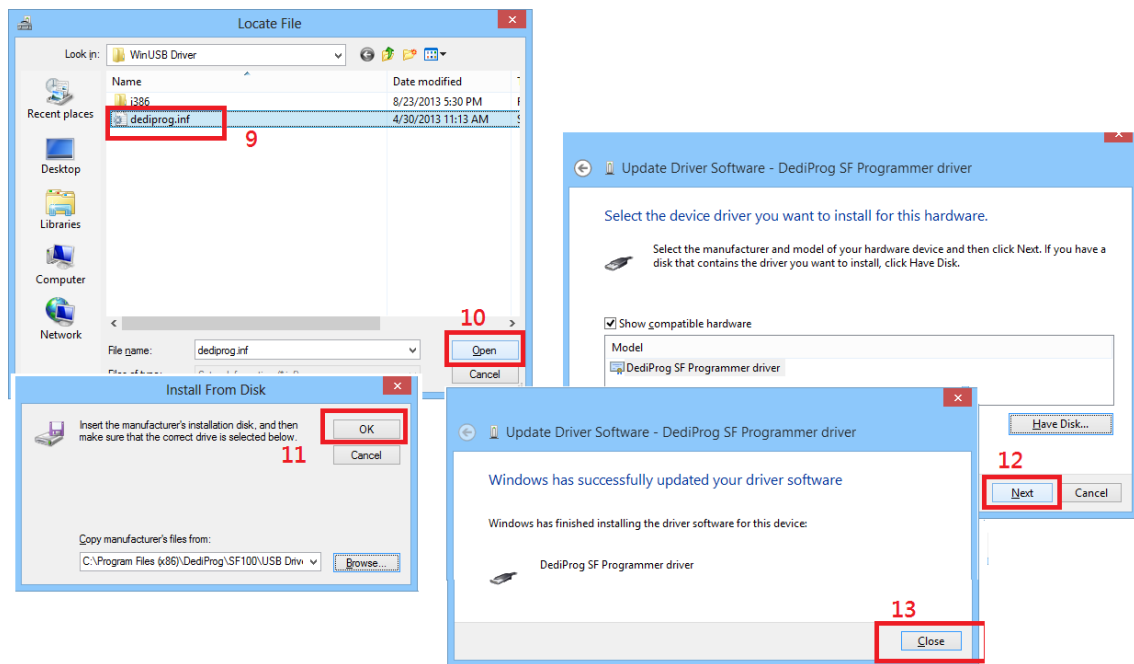 Locate File
Look in: WinUSB Driver
Name Date modified
i386 8/23/2013 5:30 PM
dediprog.inf 4/30/2013 11:13 AM
9
Recent places
Desktop
Libraries
Computer
Network
10
File name: dediprog.inf Open
Cancel
Install From Disk
Insert the manufacturer's installation disk, and then
make sure that the correct drive is selected below.
OK
11
Cancel
Copy manufacturer's files from:
C:\Program Files (x86)\DediProg\SF100\USB Browse...
Update Driver Software - DediProg SF Programmer driver
Select the device driver you want to install for this hardware.
Select the manufacturer and model of your hardware device and then click Next. If you have a
disk that contains the driver you want to install, click Have Disk.
Show compatible hardware
Model
DediProg SF Programmer driver
Have Disk...
12
Next Cancel
Update Driver Software - DediProg SF Programmer driver
Windows has successfully updated your driver software
Windows has finished installing the driver software for this device:
DediProg SF Programmer driver
13
Close